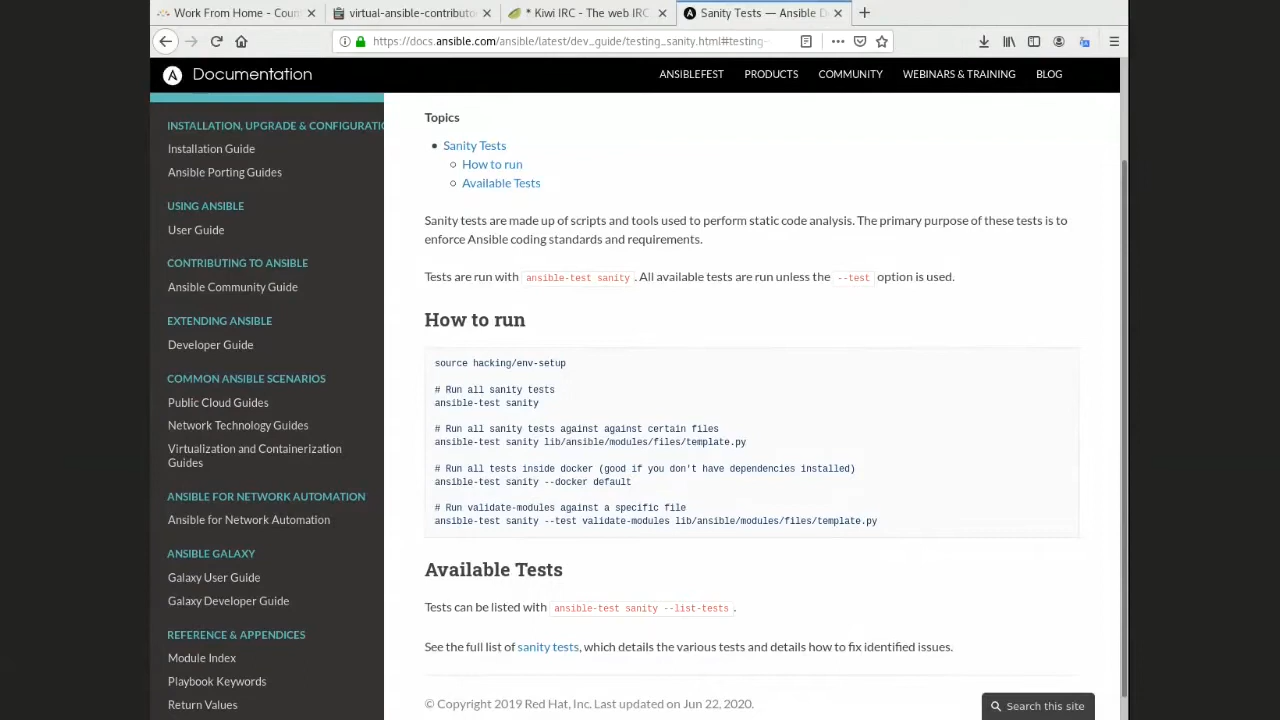 Work From Home - Coun
virtual-ansible-contributo
* Kiwi IRC - The web IRC
Sanity Tests — Ansible D
https://docs.ansible.com/ansible/latest/dev_guide/testing_sanity.html#testing-
Documentation
ANSIBLEFEST
PRODUCTS
COMMUNITY
WEBINARS & TRAINING
BLOG
INSTALLATION, UPGRADE & CONFIGURATIO
Installation Guide
Ansible Porting Guides
USING ANSIBLE
User Guide
CONTRIBUTING TO ANSIBLE
Ansible Community Guide
EXTENDING ANSIBLE
Developer Guide
COMMON ANSIBLE SCENARIOS
Public Cloud Guides
Network Technology Guides
Virtualization and Containerization
Guides
ANSIBLE FOR NETWORK AUTOMATION
Ansible for Network Automation
ANSIBLE GALAXY
Galaxy User Guide
Galaxy Developer Guide
REFERENCE & APPENDICES
Module Index
Playbook Keywords
Return Values
Topics
Sanity Tests
How to run
Available Tests
Sanity tests are made up of scripts and tools used to perform static code analysis. The primary purpose of these tests is to
enforce Ansible coding standards and requirements.
Tests are run with ansible-test sanity . All available tests are run unless the --test option is used.
How to run
source hacking/env-setup
# Run all sanity tests
ansible-test sanity
# Run all sanity tests against against certain files
ansible-test sanity lib/ansible/modules/files/template.py
# Run all tests inside docker (good if you don't have dependencies installed)
ansible-test sanity --docker default
# Run validate-modules against a specific file
ansible-test sanity --test validate-modules lib/ansible/modules/files/template.py
Available Tests
Tests can be listed with ansible-test sanity --list-tests .
See the full list of sanity tests, which details the various tests and details how to fix identified issues.
© Copyright 2019 Red Hat, Inc. Last updated on Jun 22, 2020.
Search this site